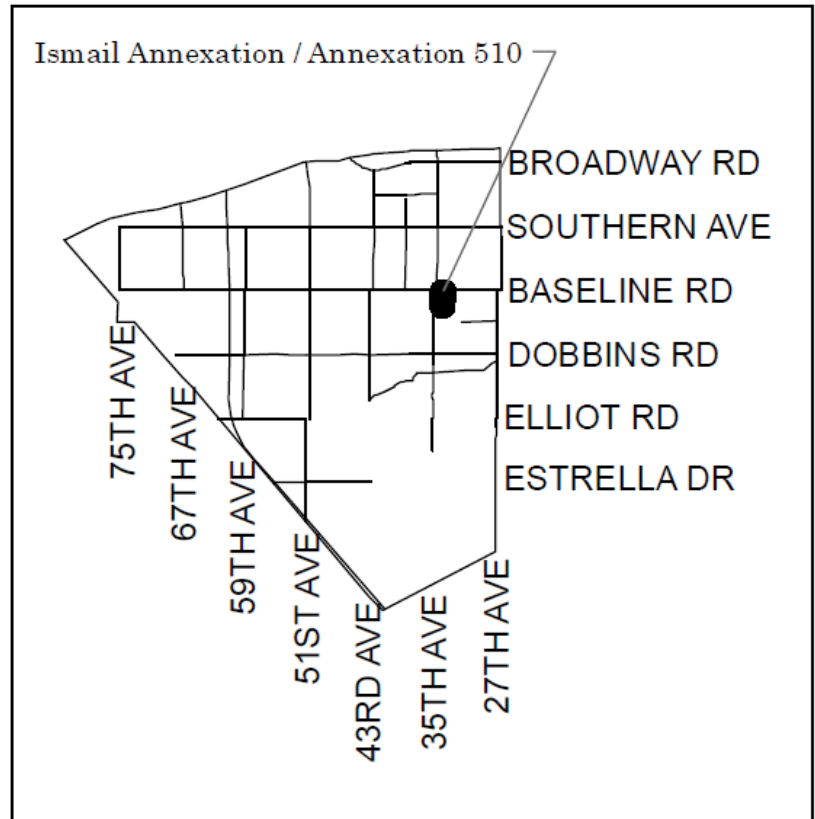 Ismail Annexation / Annexation 510
BROADWAY RD
SOUTHERN AVE
BASELINE RD
DOBBINS RD
ELLIOT RD
ESTRELLA DR
75TH AVE
67TH AVE
59TH AVE
51ST AVE
43RD AVE
35TH AVE
27TH AVE